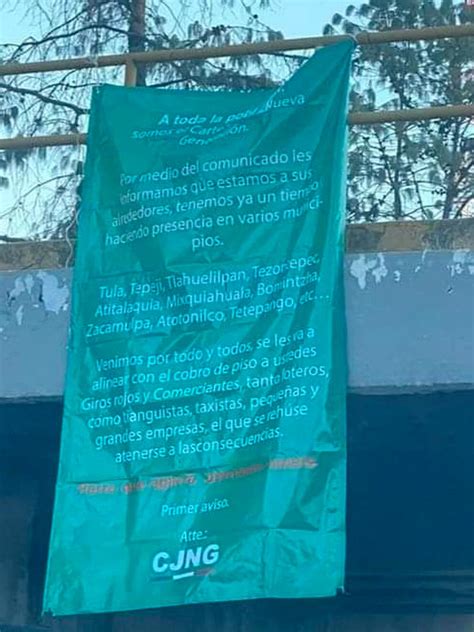 A toda la
somos el Cartel Nueva
Generación.
Por medio del comunicado les
informamos que estamos a sus
alrededores, tenemos ya un tiempo
haciendo presencia en varios munici-
pios.
Tula, Tepeji, Tlahuelilpan, Tezontepec,
Atitalaquia, Mixquiahuala, Bomintzha,
Zacamulpa, Atotonilco, Tetepango, etc...
Venimos por todo y todos, se les va a
alinear con el cobro de piso a ustedes
Giros rojos y Comerciantes, tanto loteros,
como tianguistas, taxistas, pequeñas y
grandes empresas, el que se rehúse
atenerse a lasconsecuencias.
Primer aviso.
Atte.:
CJNG